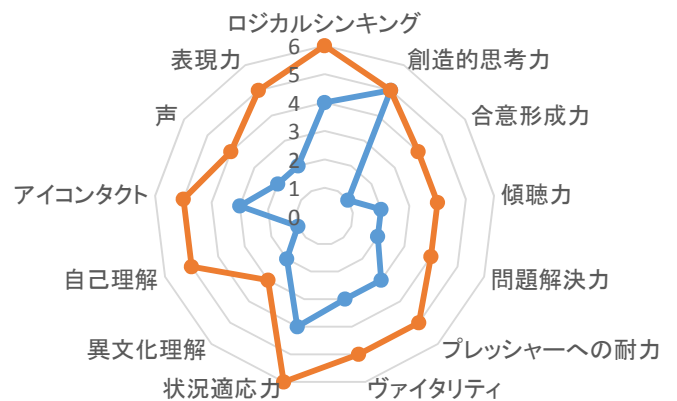 ロジカルシンキング
創造的思考力
合意形成力
傾聴力
問題解決力
プレッシャーへの耐力
ヴァイタリティ
状況適応力
異文化理解
自己理解
アイコンタクト
声
表現力
6
5
4
3
2
1
0